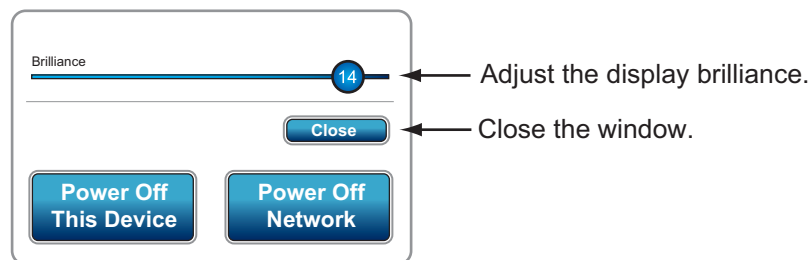 Brilliance
14
Adjust the display brilliance.
Close
Close the window.
Power Off
This Device
Power Off
Network